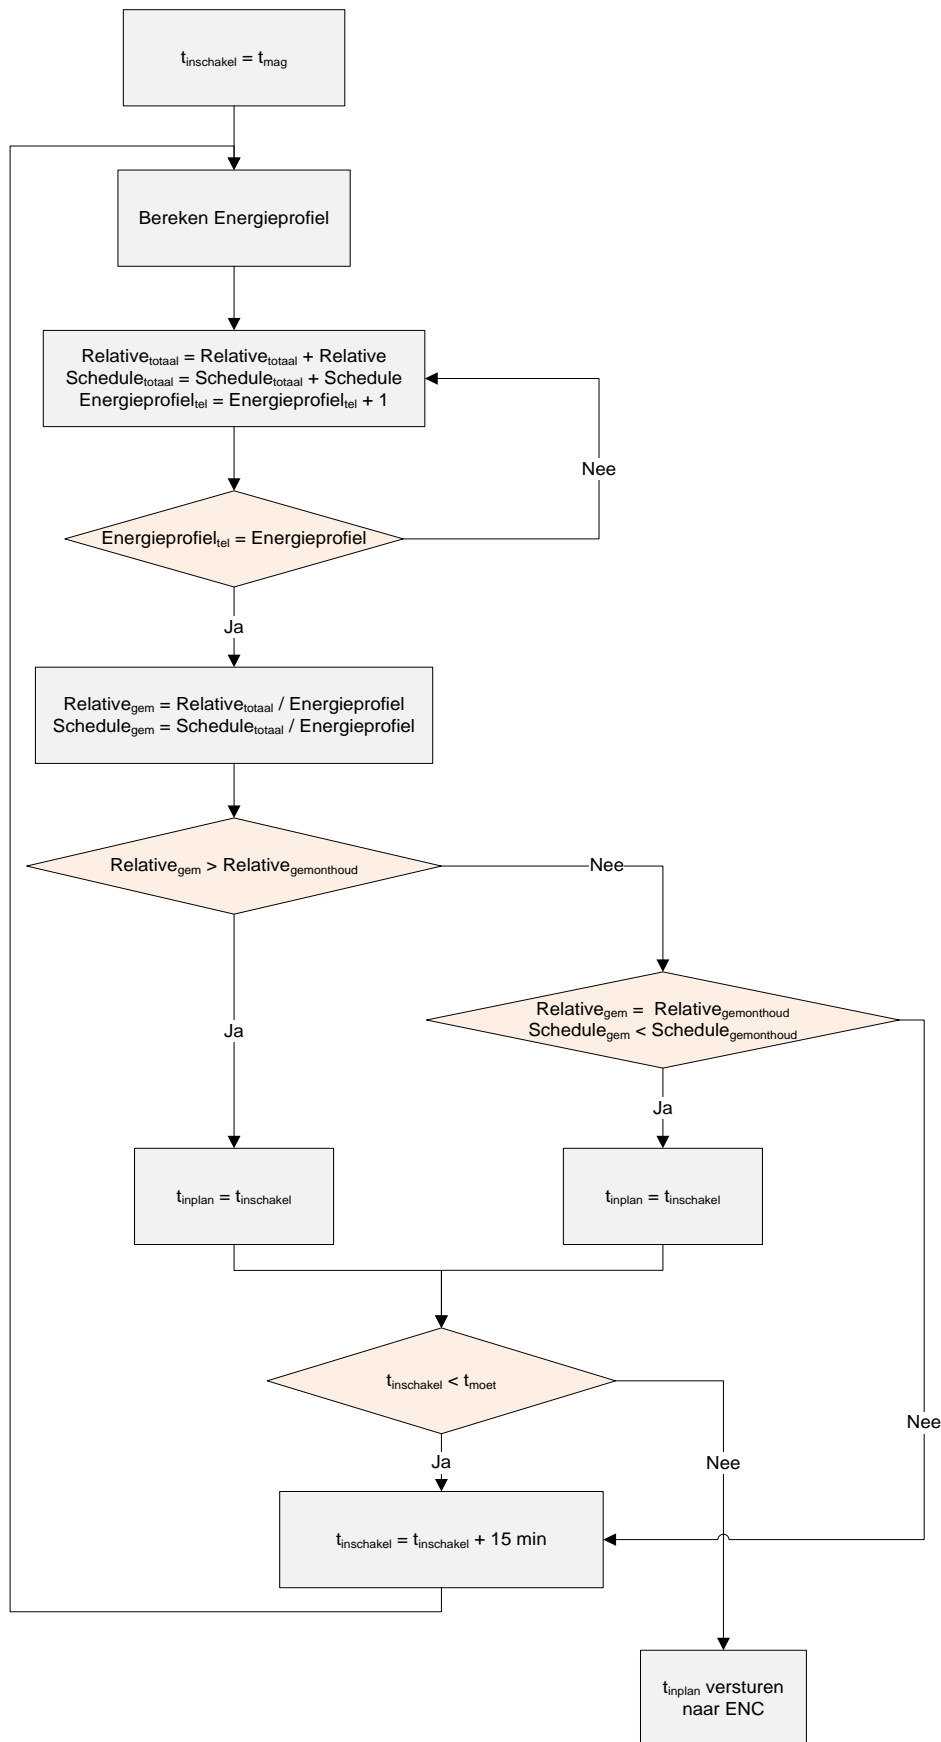 tinschakel = tmag
Bereken Energieprofiel
Relativetotaal = Relativetotaal + Relative
Scheduletotaal = Scheduletotaal + Schedule
Energieprofieltel = Energieprofieltel + 1
Nee
Energieprofieltel = Energieprofiel
Ja
Relativegem = Relativetotaal / Energieprofiel
Schedulegem = Scheduletotaal / Energieprofiel
Relativegem > Relativegemonthoud
Nee
Relativegem = Relativegemonthoud
Schedulegem < Schedulegemonthoud
Ja
Ja
tinplan = tinschakel
tinplan = tinschakel
tinschakel < tmoet
Nee
Ja
Nee
tinschakel = tinschakel + 15 min
tinplan versturen
naar ENC